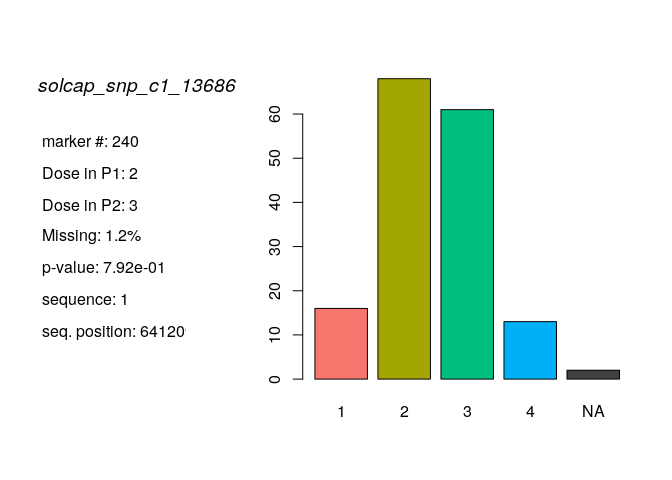 solcap_snp_c1_13686
marker #: 240
Dose in P1: 2
Dose in P2: 3
Missing: 1.2%
p-value: 7.92e-01
sequence: 1
seq. position: 64120
60
50
40
30
20
10
0
1 2 3 4 NA